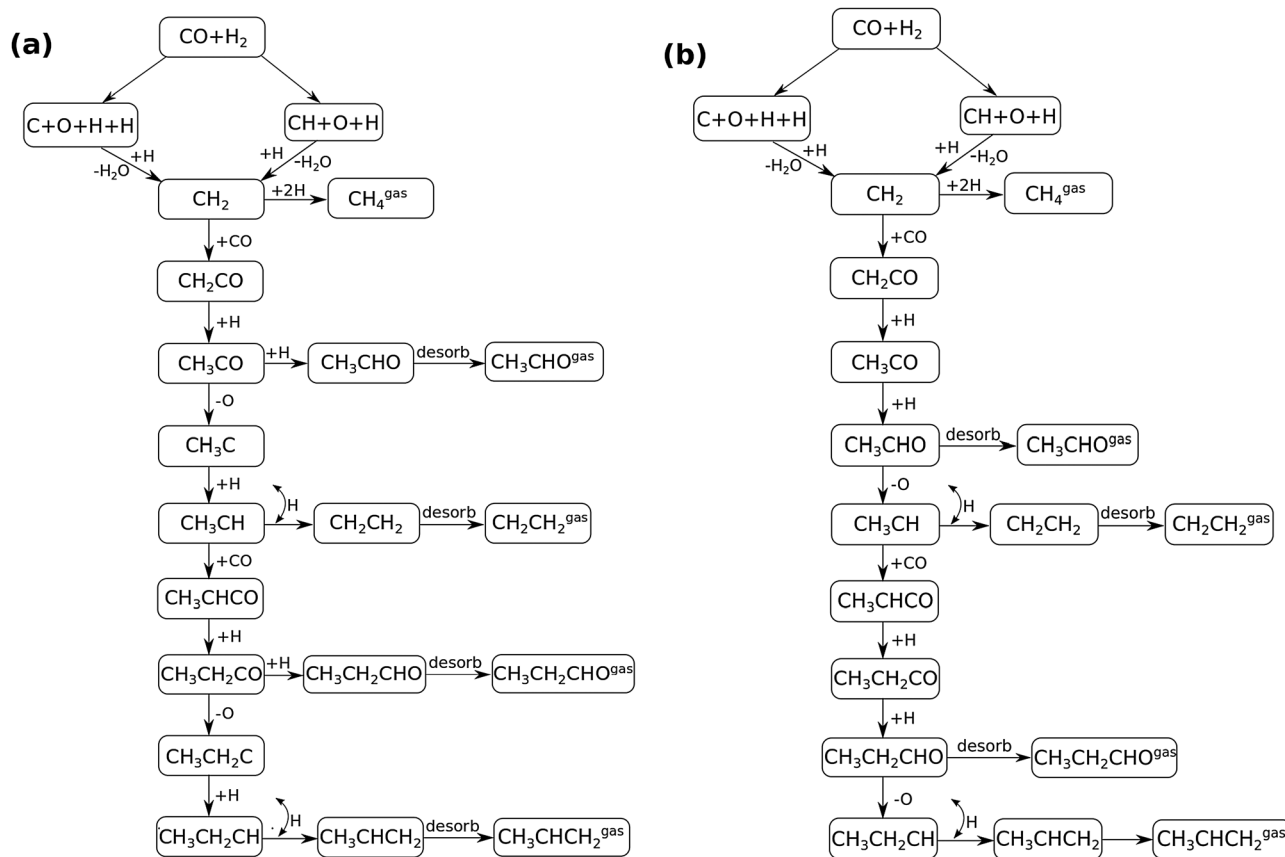 (a)
CO+H₂
C+O+H+H
CH+O+H
+H
-H₂O
+H
-H₂O
CH₂
+2H
CH₄gas
+CO
CH₂CO
+H
CH₃CO
+H
CH₃CHO
desorb
CH₃CHOgas
-O
CH₃C
+H
CH₃CH
H
CH₂CH₂
desorb
CH₂CH₂gas
+CO
CH₃CHCO
+H
CH₃CH₂CO
+H
CH₃CH₂CHO
desorb
CH₃CH₂CHOgas
-O
CH₃CH₂C
+H
CH₃CH₂CH
H
CH₃CHCH₂
desorb
CH₃CHCH₂gas
(b)
CO+H₂
C+O+H+H
CH+O+H
+H
-H₂O
+H
-H₂O
CH₂
+2H
CH₄gas
+CO
CH₂CO
+H
CH₃CO
+H
CH₃CHO
desorb
CH₃CHOgas
-O
CH₃CH
H
CH₂CH₂
desorb
CH₂CH₂gas
+CO
CH₃CHCO
+H
CH₃CH₂CO
+H
CH₃CH₂CHO
desorb
CH₃CH₂CHOgas
-O
CH₃CH₂CH
H
CH₃CHCH₂
CH₃CHCH₂gas